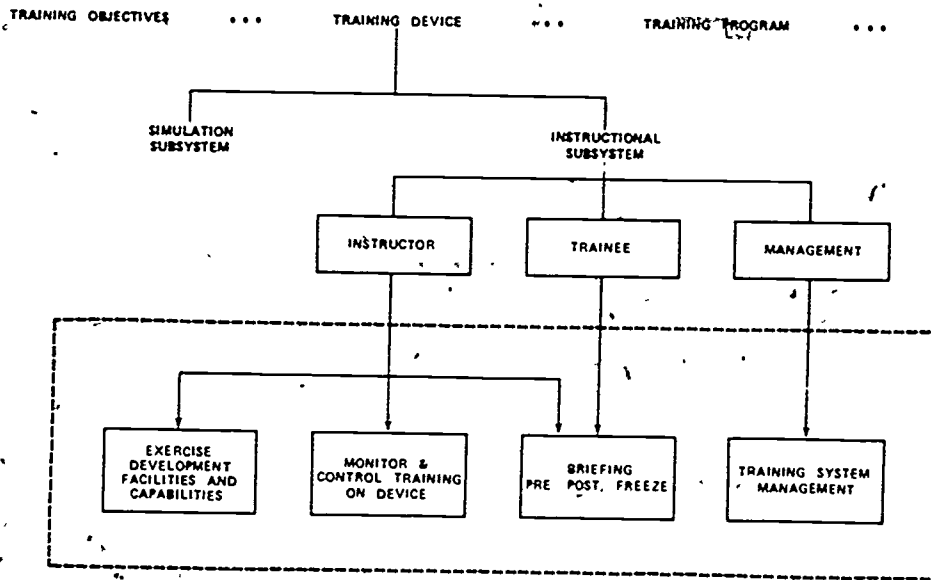 TRAINING OBJECTIVES ••• TRAINING DEVICE ••• TRAINING PROGRAM •••
SIMULATION
SUBSYSTEM
INSTRUCTIONAL
SUBSYSTEM
INSTRUCTOR
TRAINEE
MANAGEMENT
EXERCISE
DEVELOPMENT
FACILITIES AND
CAPABILITIES
MONITOR &
CONTROL TRAINING
ON DEVICE
BRIEFING
PRE POST, FREEZE
TRAINING SYSTEM
MANAGEMENT